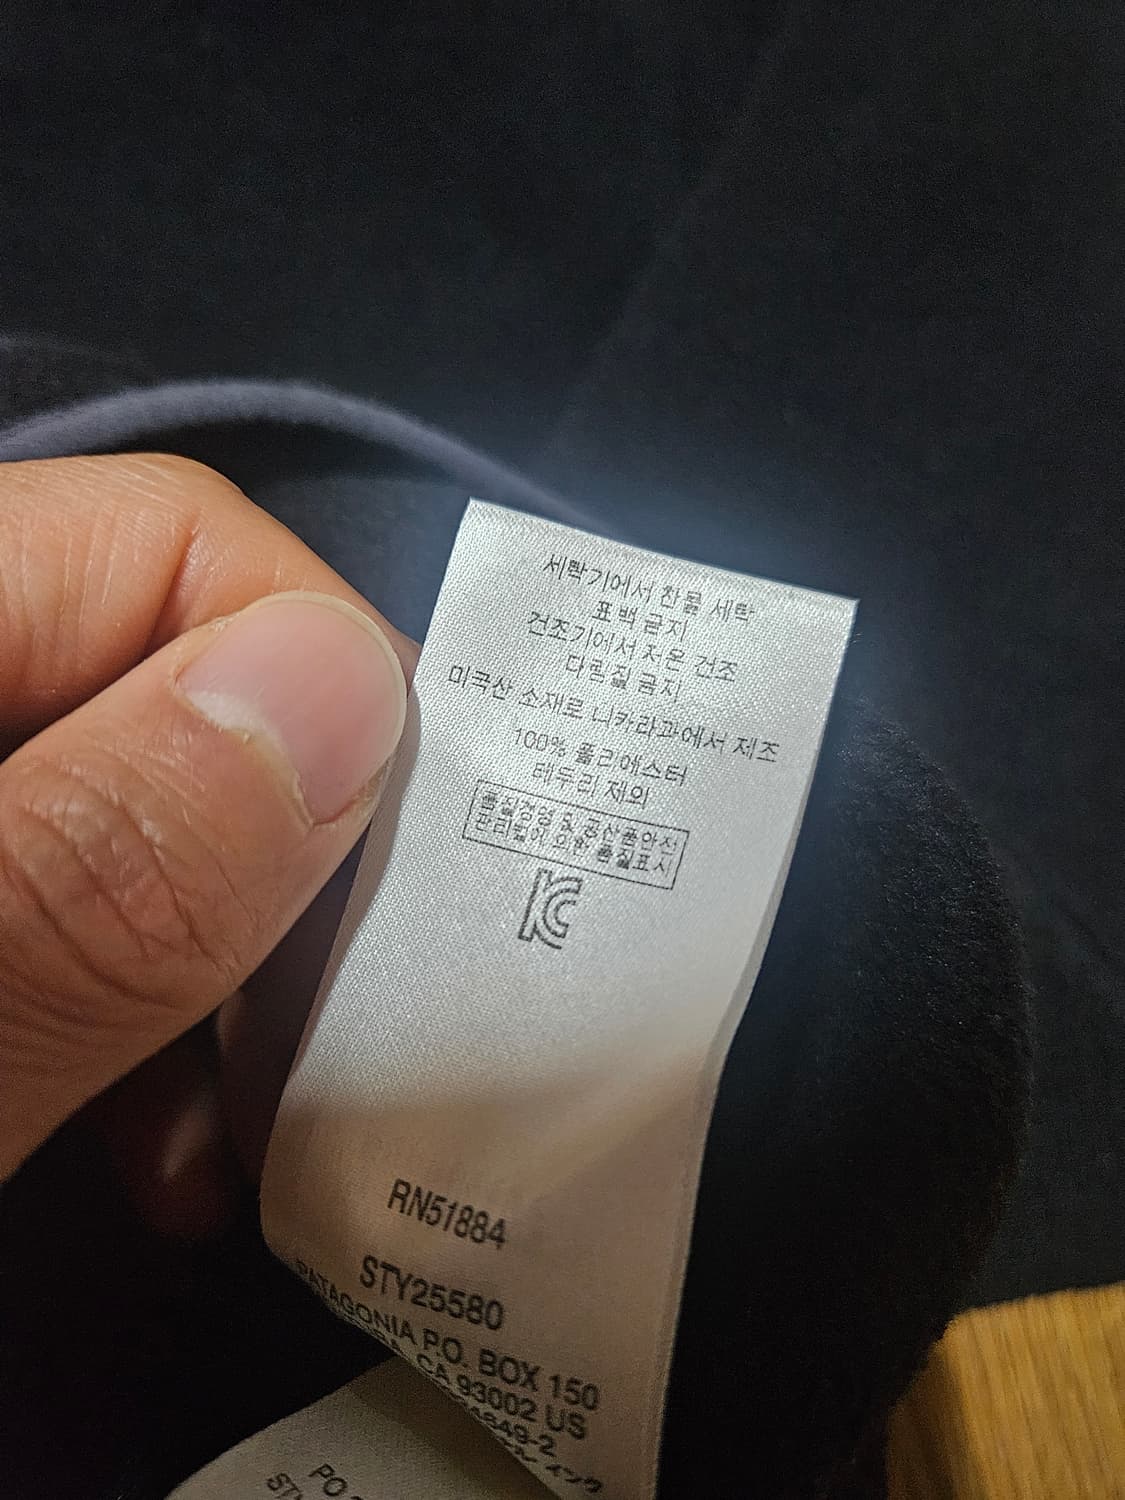 세탁기에서 찬물 세탁
표백 금지
건조기에서 저온 건조
다림질 금지
미국산 소재로 니카라과에서 제조
100% 폴리에스터
테두리 제외
품질경영 및 공산품안전
관리법에 의한 품질표시
KC
RN51884
STY25580
PATAGONIA P.O. BOX 150
CA 93002 US
PO